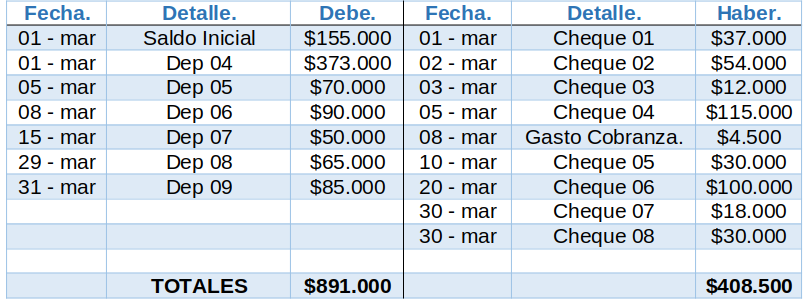 Fecha. Detalle. Debe. Fecha. Detalle. Haber.
01 - mar Saldo Inicial $155.000 01 - mar Cheque 01 $37.000
01 - mar Dep 04 $373.000 02 - mar Cheque 02 $54.000
05 - mar Dep 05 $70.000 03 - mar Cheque 03 $12.000
08 - mar Dep 06 $90.000 05 - mar Cheque 04 $115.000
15 - mar Dep 07 $50.000 08 - mar Gasto Cobranza. $4.500
29 - mar Dep 08 $65.000 10 - mar Cheque 05 $30.000
31 - mar Dep 09 $85.000 20 - mar Cheque 06 $100.000
30 - mar Cheque 07 $18.000
30 - mar Cheque 08 $30.000
TOTALES $891.000 $408.500